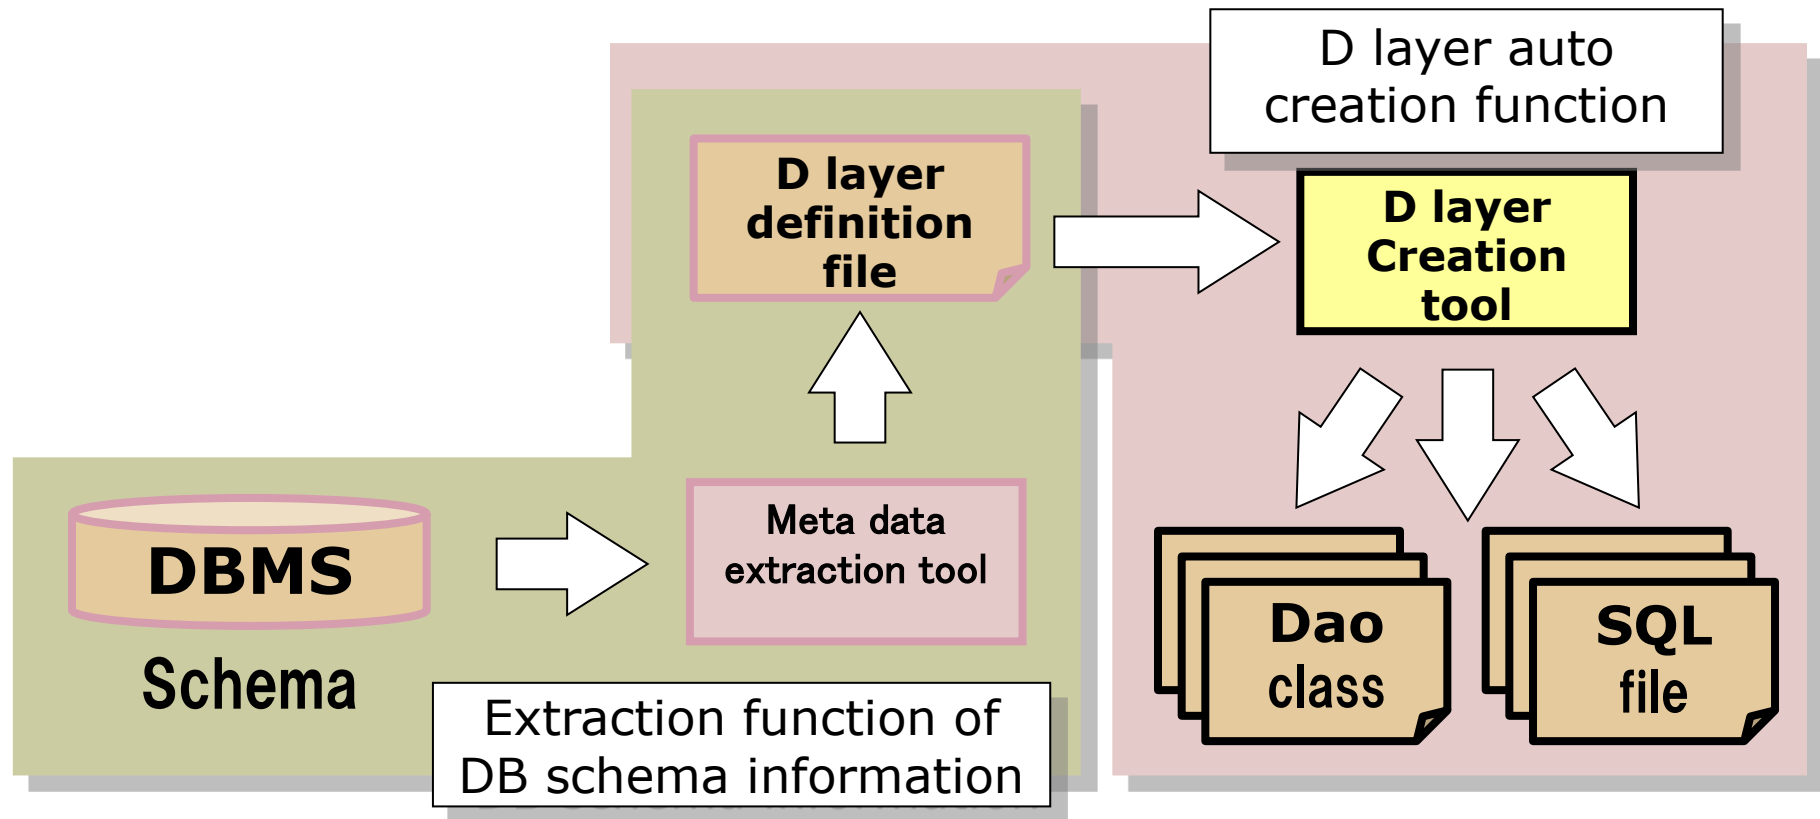 D layer auto
creation function
D layer
definition
file
D layer
Creation
tool
DBMS
Schema
Meta data
extraction tool
Extraction function of
DB schema information
Dao
class
SQL
file